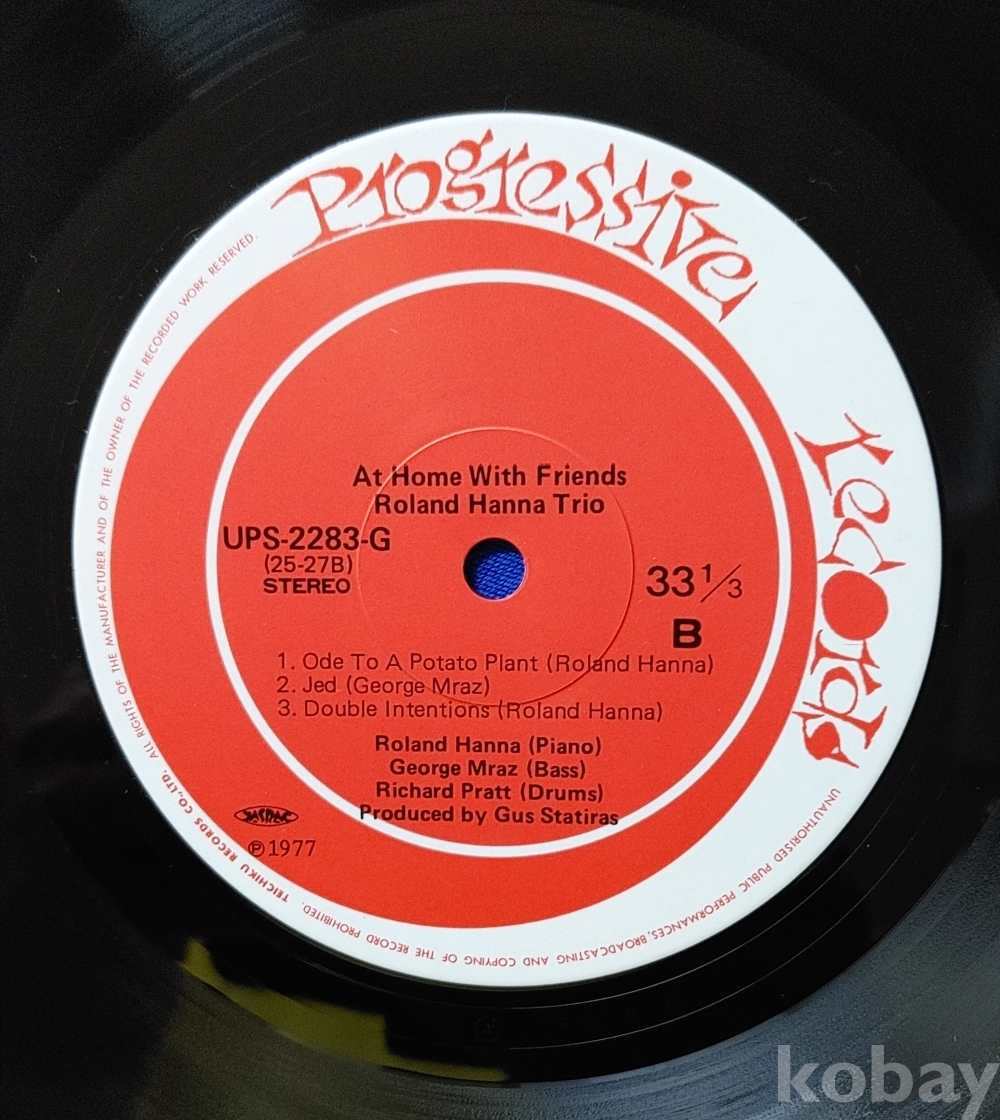 Progressive
records
At Home With Friends
Roland Hanna Trio
UPS-2283-G
(25-27B)
STEREO
33 1/3
B
1. Ode To A Potato Plant (Roland Hanna)
2. Jed (George Mraz)
3. Double Intentions (Roland Hanna)
Roland Hanna (Piano)
George Mraz (Bass)
Richard Pratt (Drums)
Produced by Gus Statiras
JASRAC
℗1977
TEICHIKU RECORDS CO.,LTD. ALL RIGHTS OF THE MANUFACTURER AND OF THE OWNER OF THE RECORDED WORK RESERVED.
UNAUTHORISED PUBLIC PERFORMANCES, BROADCASTING AND COPYING OF THE RECORD PROHIBITED.
kobay